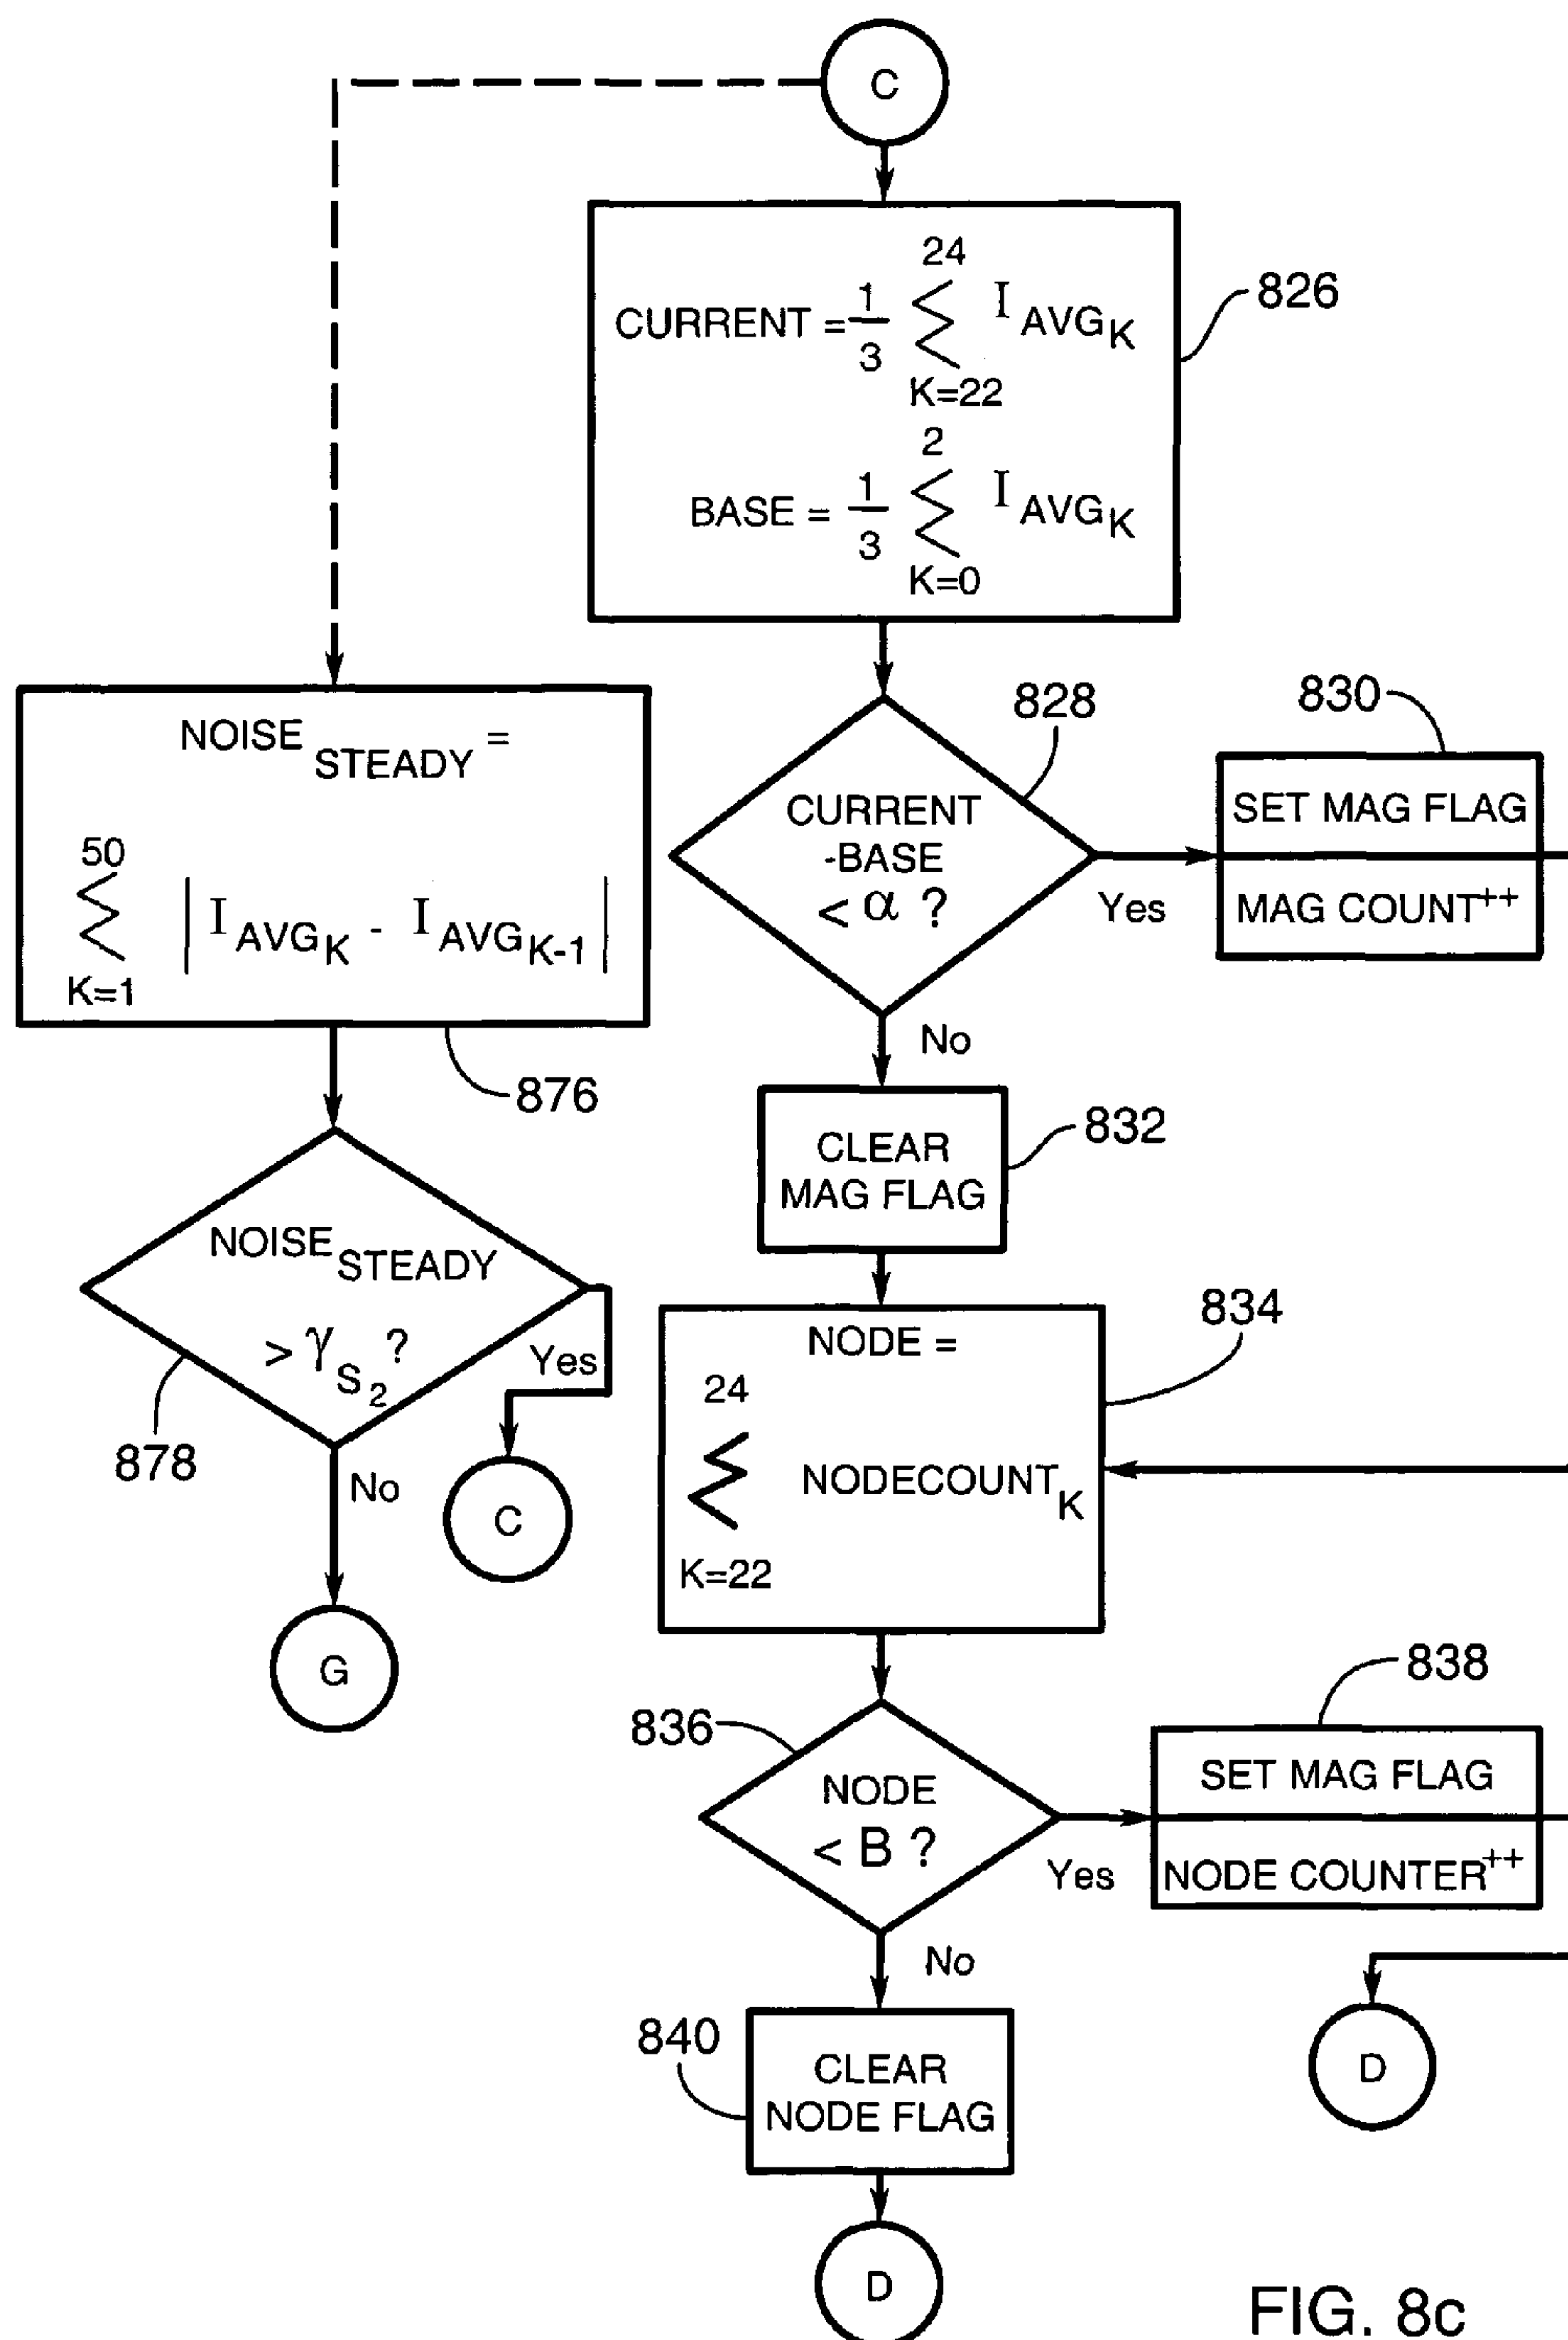 C
24
CURRENT = 1/3 ∑ I AVG K
K=22
2
BASE = 1/3 ∑ I AVG K
K=0
826
NOISE STEADY =
50
∑ | I AVG K - I AVG K-1 |
K=1
876
828
CURRENT
-BASE
< α ?
Yes
No
830
SET MAG FLAG
MAG COUNT++
CLEAR
MAG FLAG
832
NOISE STEADY
> γ S 2 ?
878
Yes
No
C
G
NODE =
24
∑ NODECOUNT K
K=22
834
836
NODE
< B ?
Yes
No
838
SET MAG FLAG
NODE COUNTER++
840
CLEAR
NODE FLAG
D
D
FIG. 8c